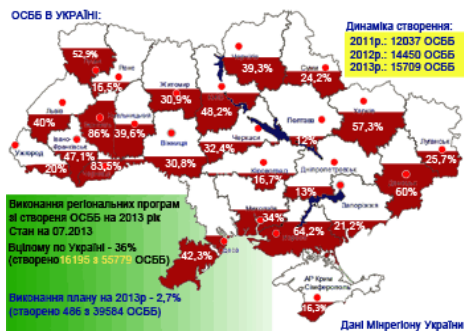 ОСББ В УКРАЇНІ:
Динаміка створення:
2011р.: 12037 ОСББ
2012р.: 14450 ОСББ
2013р.: 15709 ОСББ
52,9%
Рівне
16,5%
Житомир
30,9%
39,3%
Суми
24,2%
Львів
40%
86%
39,6%
48,2%
Полтава
12%
57,3%
Луганськ
25,7%
Івано-
Франківськ
47,1%
Ужгород
20%
83,5%
Вінниця
30,8%
Черкаси
32,4%
16,7%
Дніпропетровськ
13%
60%
Запоріжжя
21,2%
34%
64,2%
42,3%
АР Крим
Сімферополь
16,3%
Виконання регіональних програм
зі створеня ОСББ на 2013 рік
Стан на 07.2013
Вцілому по Україні - 36%
(створено 16195 з 55779 ОСББ)
Виконання плану на 2013р - 2,7%
(створено 486 з 39584 ОСББ)
Дані Мінрегіону України